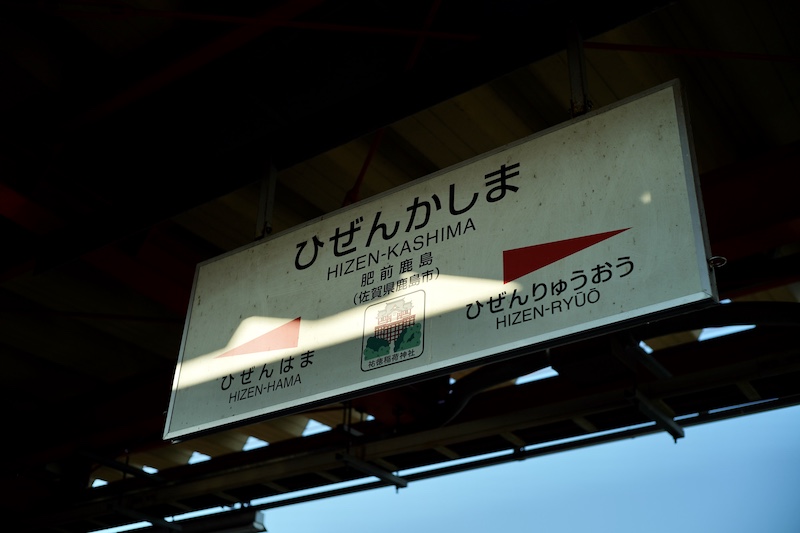 ひぜんかしま
HIZEN-KASHIMA
肥前鹿島
(佐賀県鹿島市)
ひぜんはま
HIZEN-HAMA
祐徳稲荷神社
ひぜんりゅうおう
HIZEN-RYŪŌ